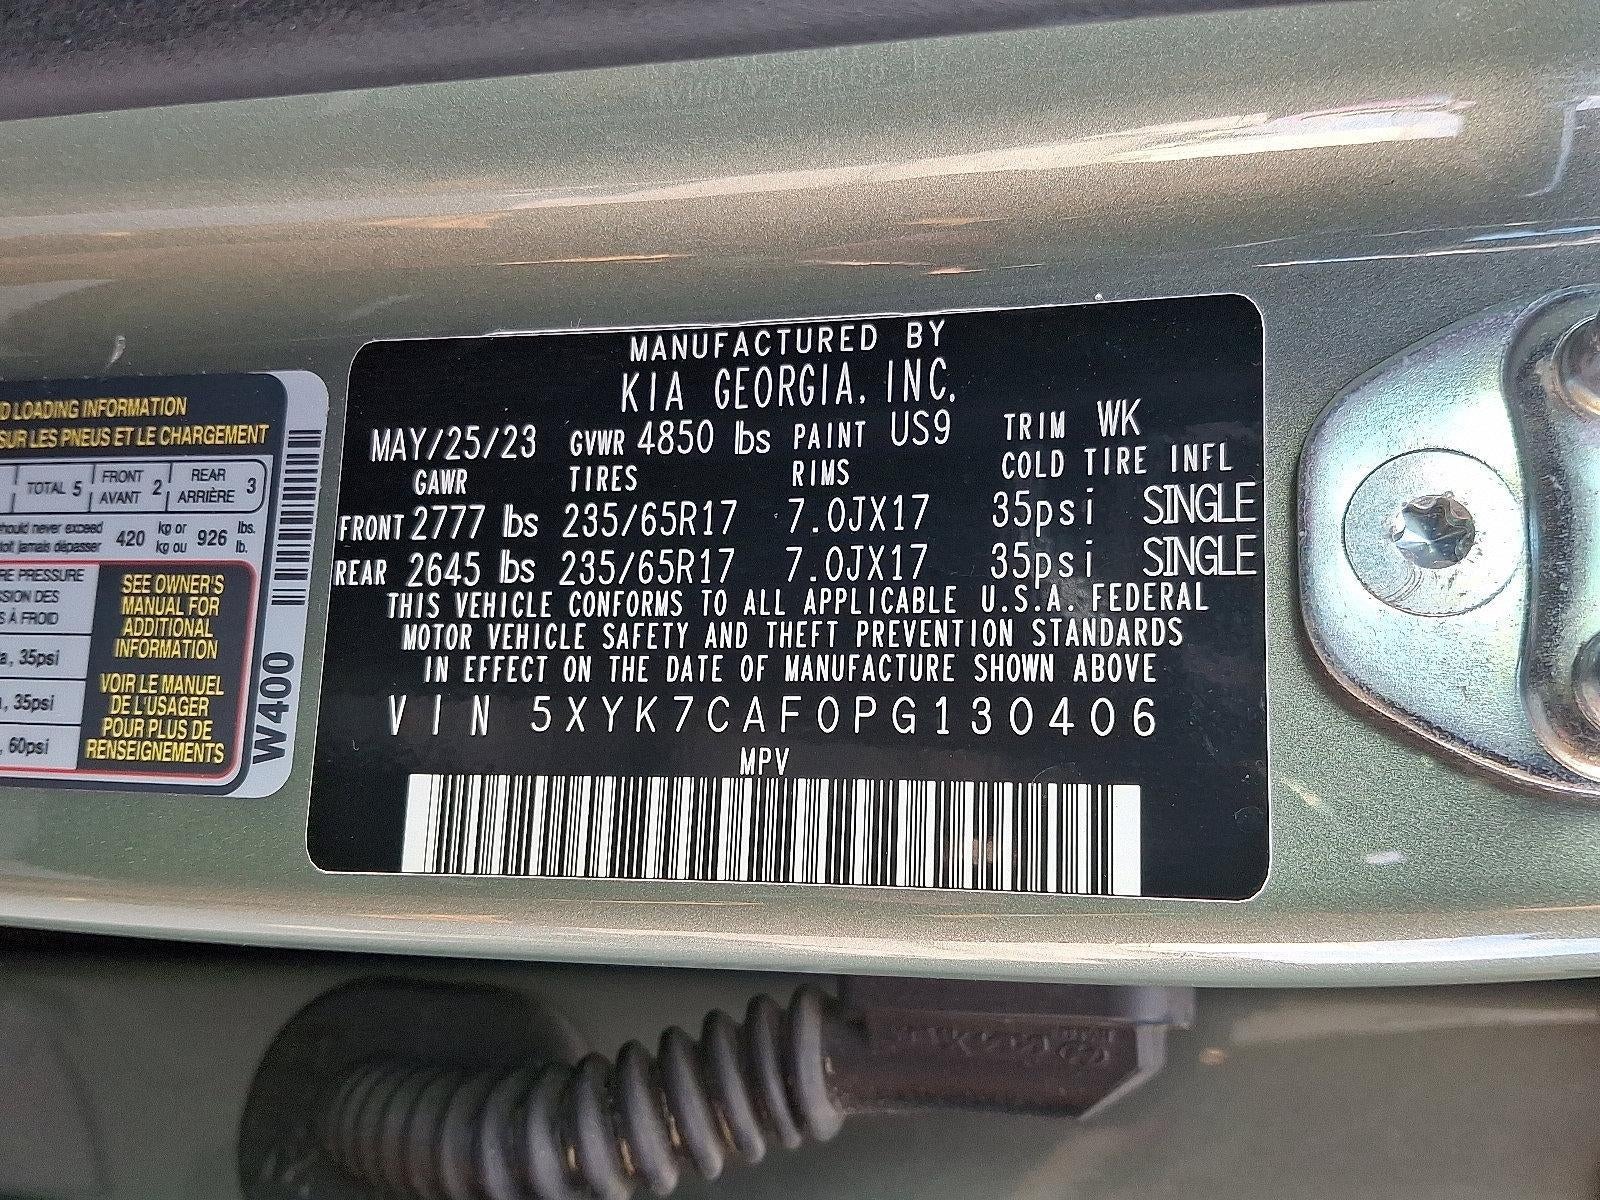 MANUFACTURED BY
KIA GEORGIA, INC.
MAY/25/23 GVWR 4850 lbs PAINT US9 TRIM WK
GAWR TIRES RIMS COLD TIRE INFL
FRONT 2777 lbs 235/65R17 7.0JX17 35psi SINGLE
REAR 2645 lbs 235/65R17 7.0JX17 35psi SINGLE
THIS VEHICLE CONFORMS TO ALL APPLICABLE U.S.A. FEDERAL
MOTOR VEHICLE SAFETY AND THEFT PREVENTION STANDARDS
IN EFFECT ON THE DATE OF MANUFACTURE SHOWN ABOVE
VIN 5XYK7CAF0PG130406
MPV
LOADING INFORMATION
SUR LES PNEUS ET LE CHARGEMENT
TOTAL 5 FRONT AVANT 2 REAR ARRIÈRE 3
should never exceed 420 kg or 926 lbs.
jamais dépasser kg ou lb.
PRESSURE
DES
À FROID
35psi
35psi
60psi
SEE OWNER'S
MANUAL FOR
ADDITIONAL
INFORMATION
VOIR LE MANUEL
DE L'USAGER
POUR PLUS DE
RENSEIGNEMENTS
W400